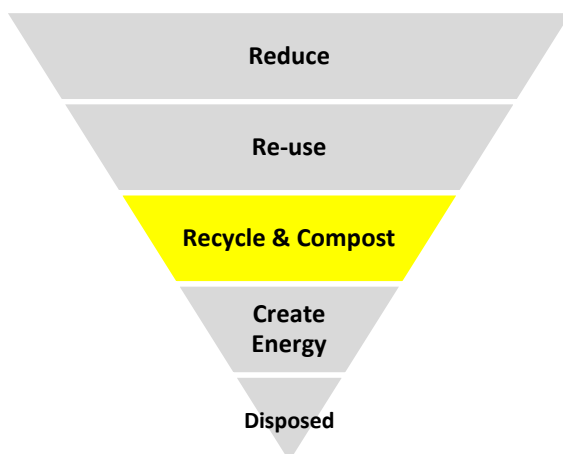 Reduce
Re-use
Recycle & Compost
Create
Energy
Disposed